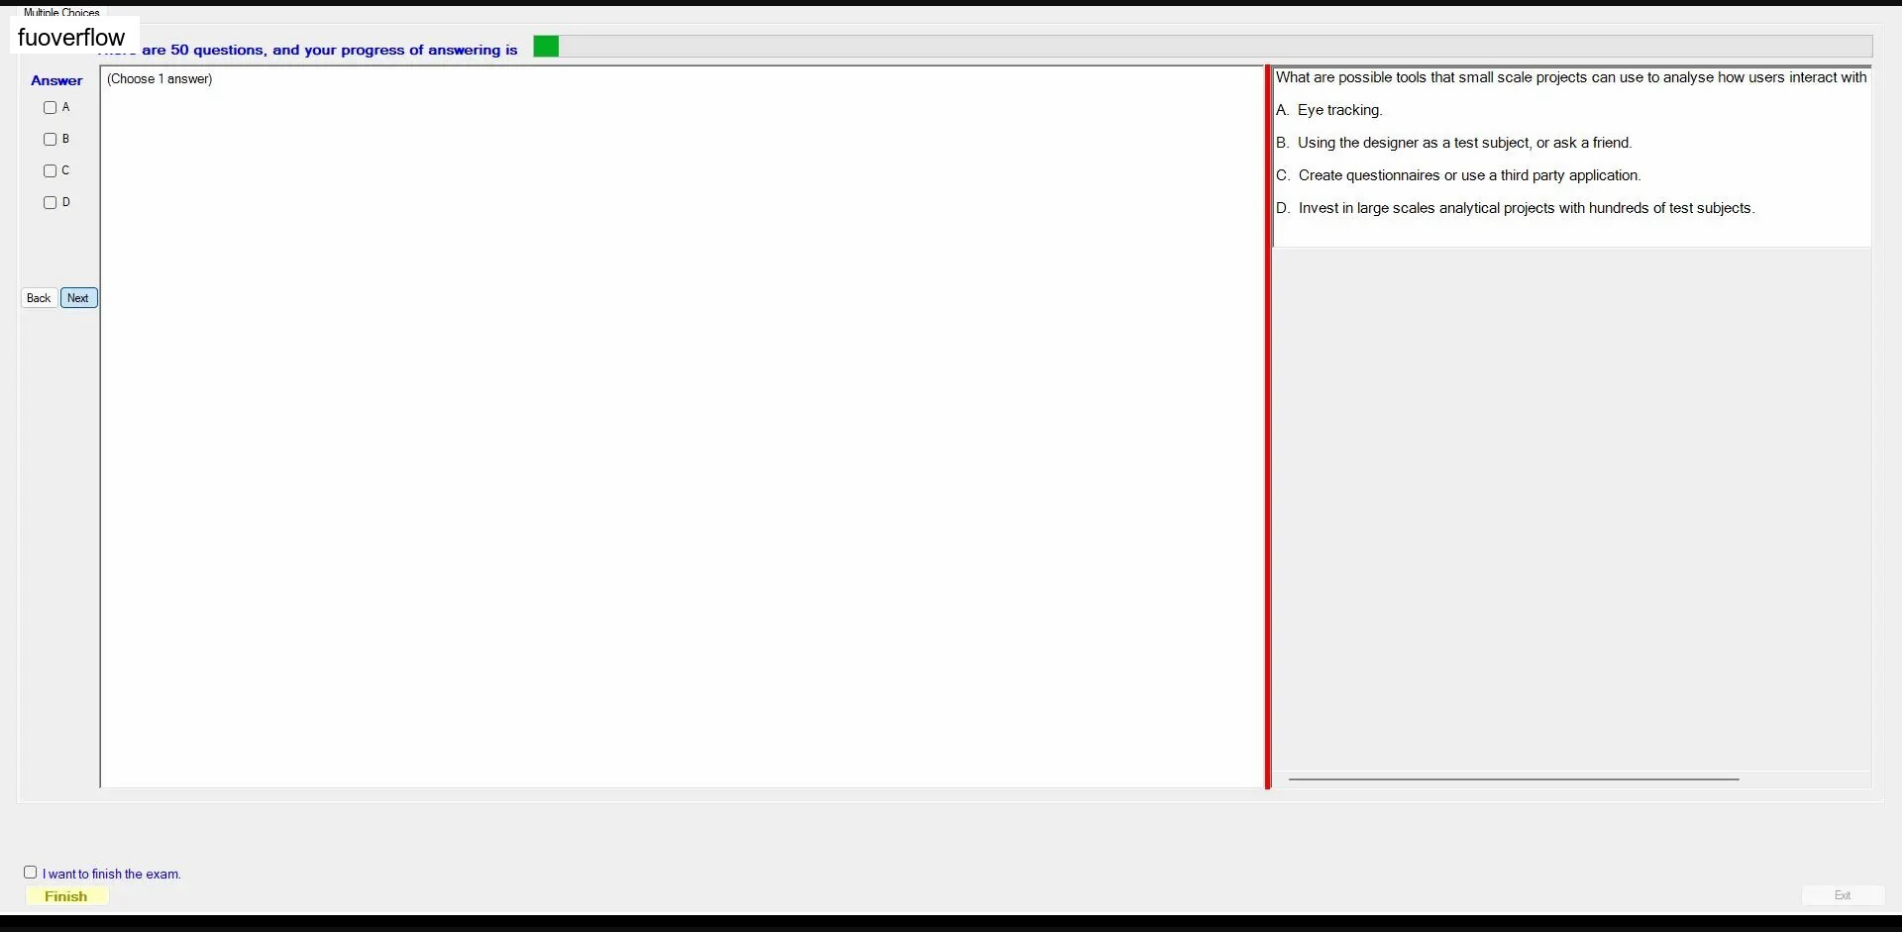 Multiple Choices
fuoverflow
are 50 questions, and your progress of answering is
Answer
(Choose 1 answer)
A
B
C
D
Back
Next
What are possible tools that small scale projects can use to analyse how users interact with
A. Eye tracking.
B. Using the designer as a test subject, or ask a friend.
C. Create questionnaires or use a third party application.
D. Invest in large scales analytical projects with hundreds of test subjects.
I want to finish the exam.
Finish
Exit